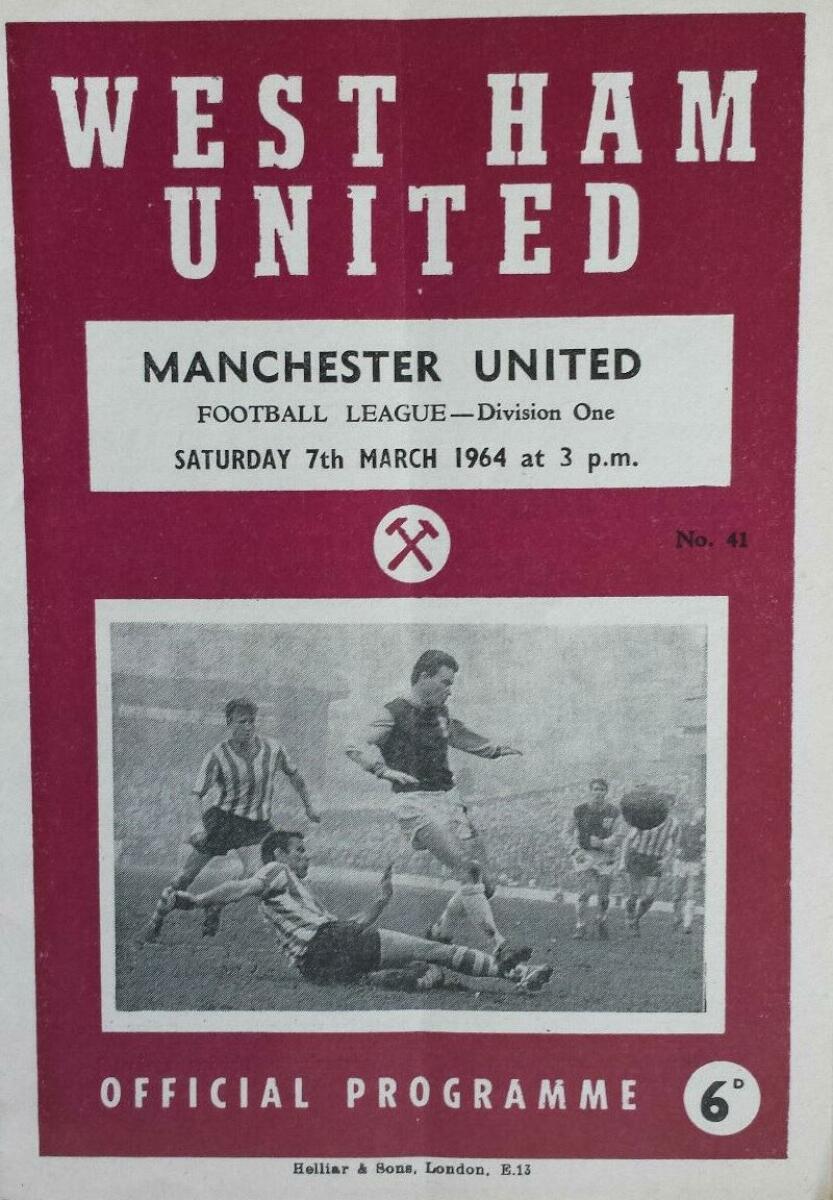 WEST HAM
UNITED
MANCHESTER UNITED
FOOTBALL LEAGUE—Division One
SATURDAY 7th MARCH 1964 at 3 p.m.
No. 41
OFFICIAL PROGRAMME 6D
Helliar & Sons, London, E.13